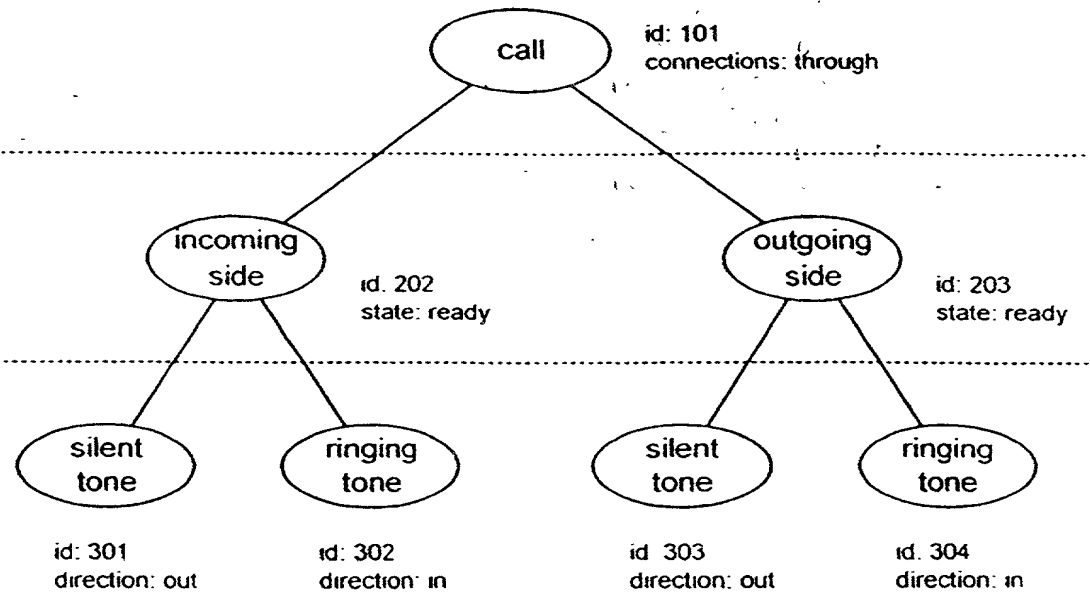 call
id: 101
connections: through
incoming
side
id. 202
state: ready
outgoing
side
id: 203
state: ready
silent
tone
ringing
tone
silent
tone
ringing
tone
id: 301
direction: out
id: 302
direction: in
id 303
direction: out
id. 304
direction: in